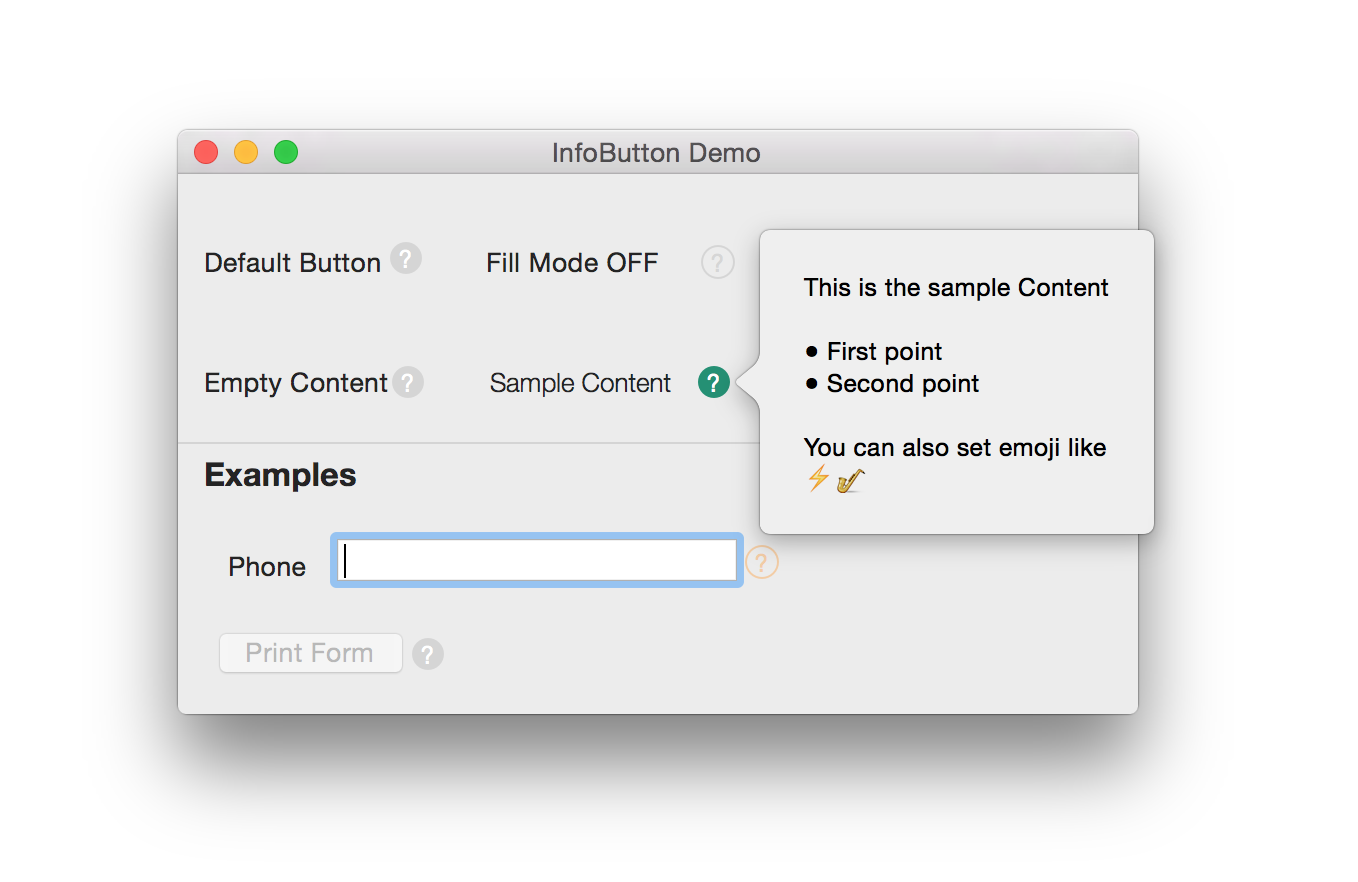 InfoButton Demo
Default Button ?
Fill Mode OFF ?
Empty Content ?
Sample Content ?
This is the sample Content
● First point
● Second point
You can also set emoji like
⚡🎷
Examples
Phone ?
Print Form ?